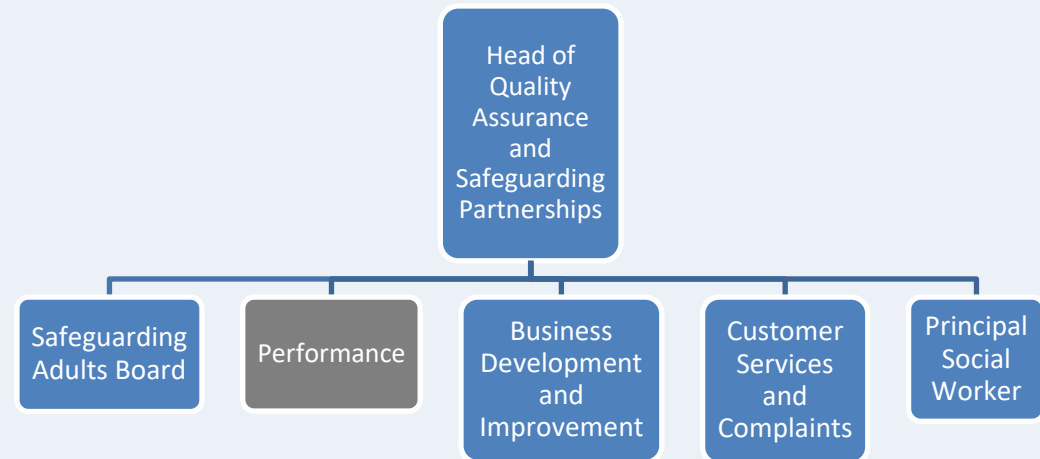 Head of
Quality
Assurance
and
Safeguarding
Partnerships
Safeguarding
Adults Board
Performance
Business
Development
and
Improvement
Customer
Services
and
Complaints
Principal
Social
Worker